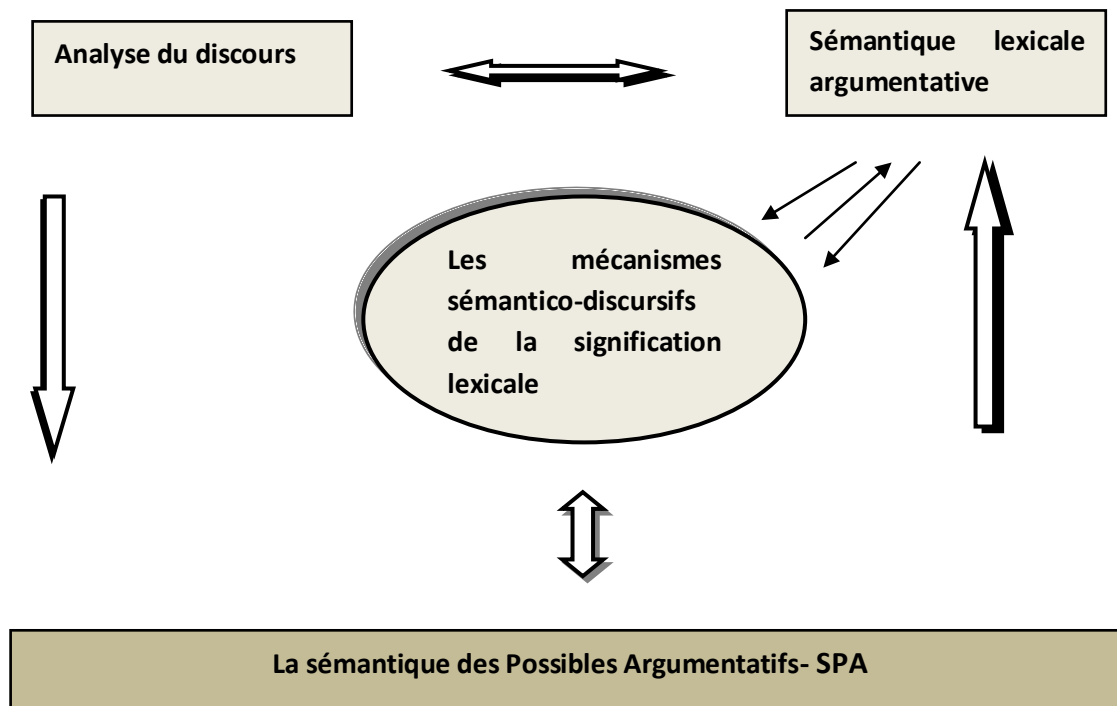 Analyse du discours
Sémantique lexicale
argumentative
Les mécanismes
sémantico-discursifs
de la signification
lexicale
La sémantique des Possibles Argumentatifs- SPA